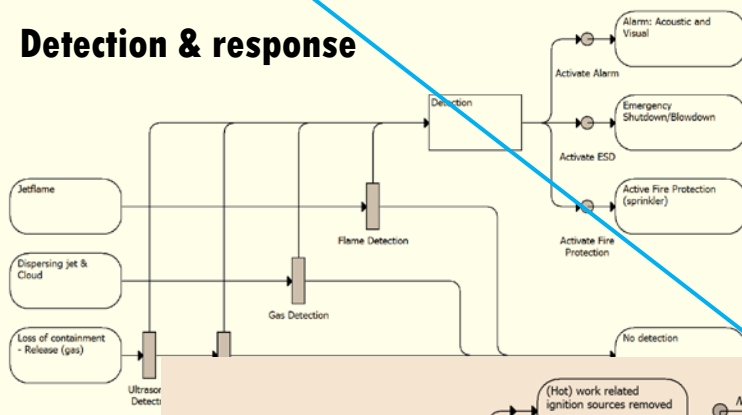 Detection & response
Alarm: Acoustic and
Visual
Activate Alarm
Detection
Emergency
Shutdown/Blowdown
Activate ESD
Jetflame
Active Fire Protection
(sprinkler)
Flame Detection
Activate Fire
Protection
Dispersing jet &
Cloud
Gas Detection
Loss of containment
- Release (gas)
No detection
(Hot) work related
ignition sources removed